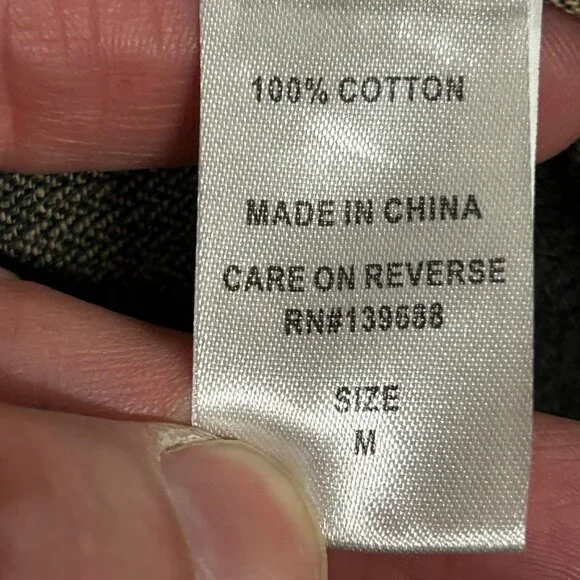 100% COTTON
MADE IN CHINA
CARE ON REVERSE
RN#139688
SIZE
M